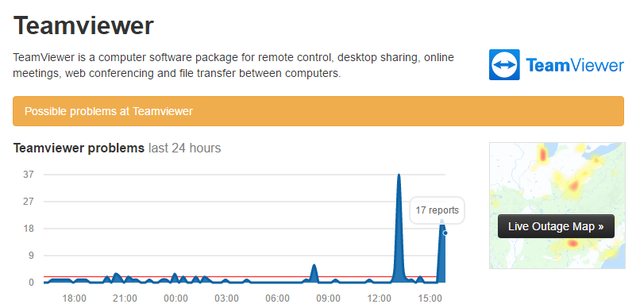 Teamviewer
TeamViewer is a computer software package for remote control, desktop sharing, online
meetings, web conferencing and file transfer between computers.
TeamViewer
Possible problems at Teamviewer
Teamviewer problems last 24 hours
37
27
18
9
0
17 reports
18:00 21:00 00:00 03:00 06:00 09:00 12:00 15:00
Live Outage Map »